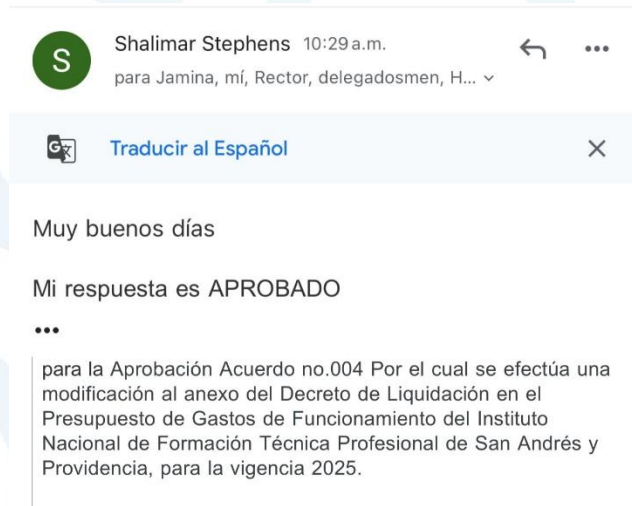 S
Shalimar Stephens 10:29 a.m.
para Jamina, mí, Rector, delegadosmen, H...
Traducir al Español
Muy buenos días
Mi respuesta es APROBADO
•••
para la Aprobación Acuerdo no.004 Por el cual se efectúa una
modificación al anexo del Decreto de Liquidación en el
Presupuesto de Gastos de Funcionamiento del Instituto
Nacional de Formación Técnica Profesional de San Andrés y
Providencia, para la vigencia 2025.